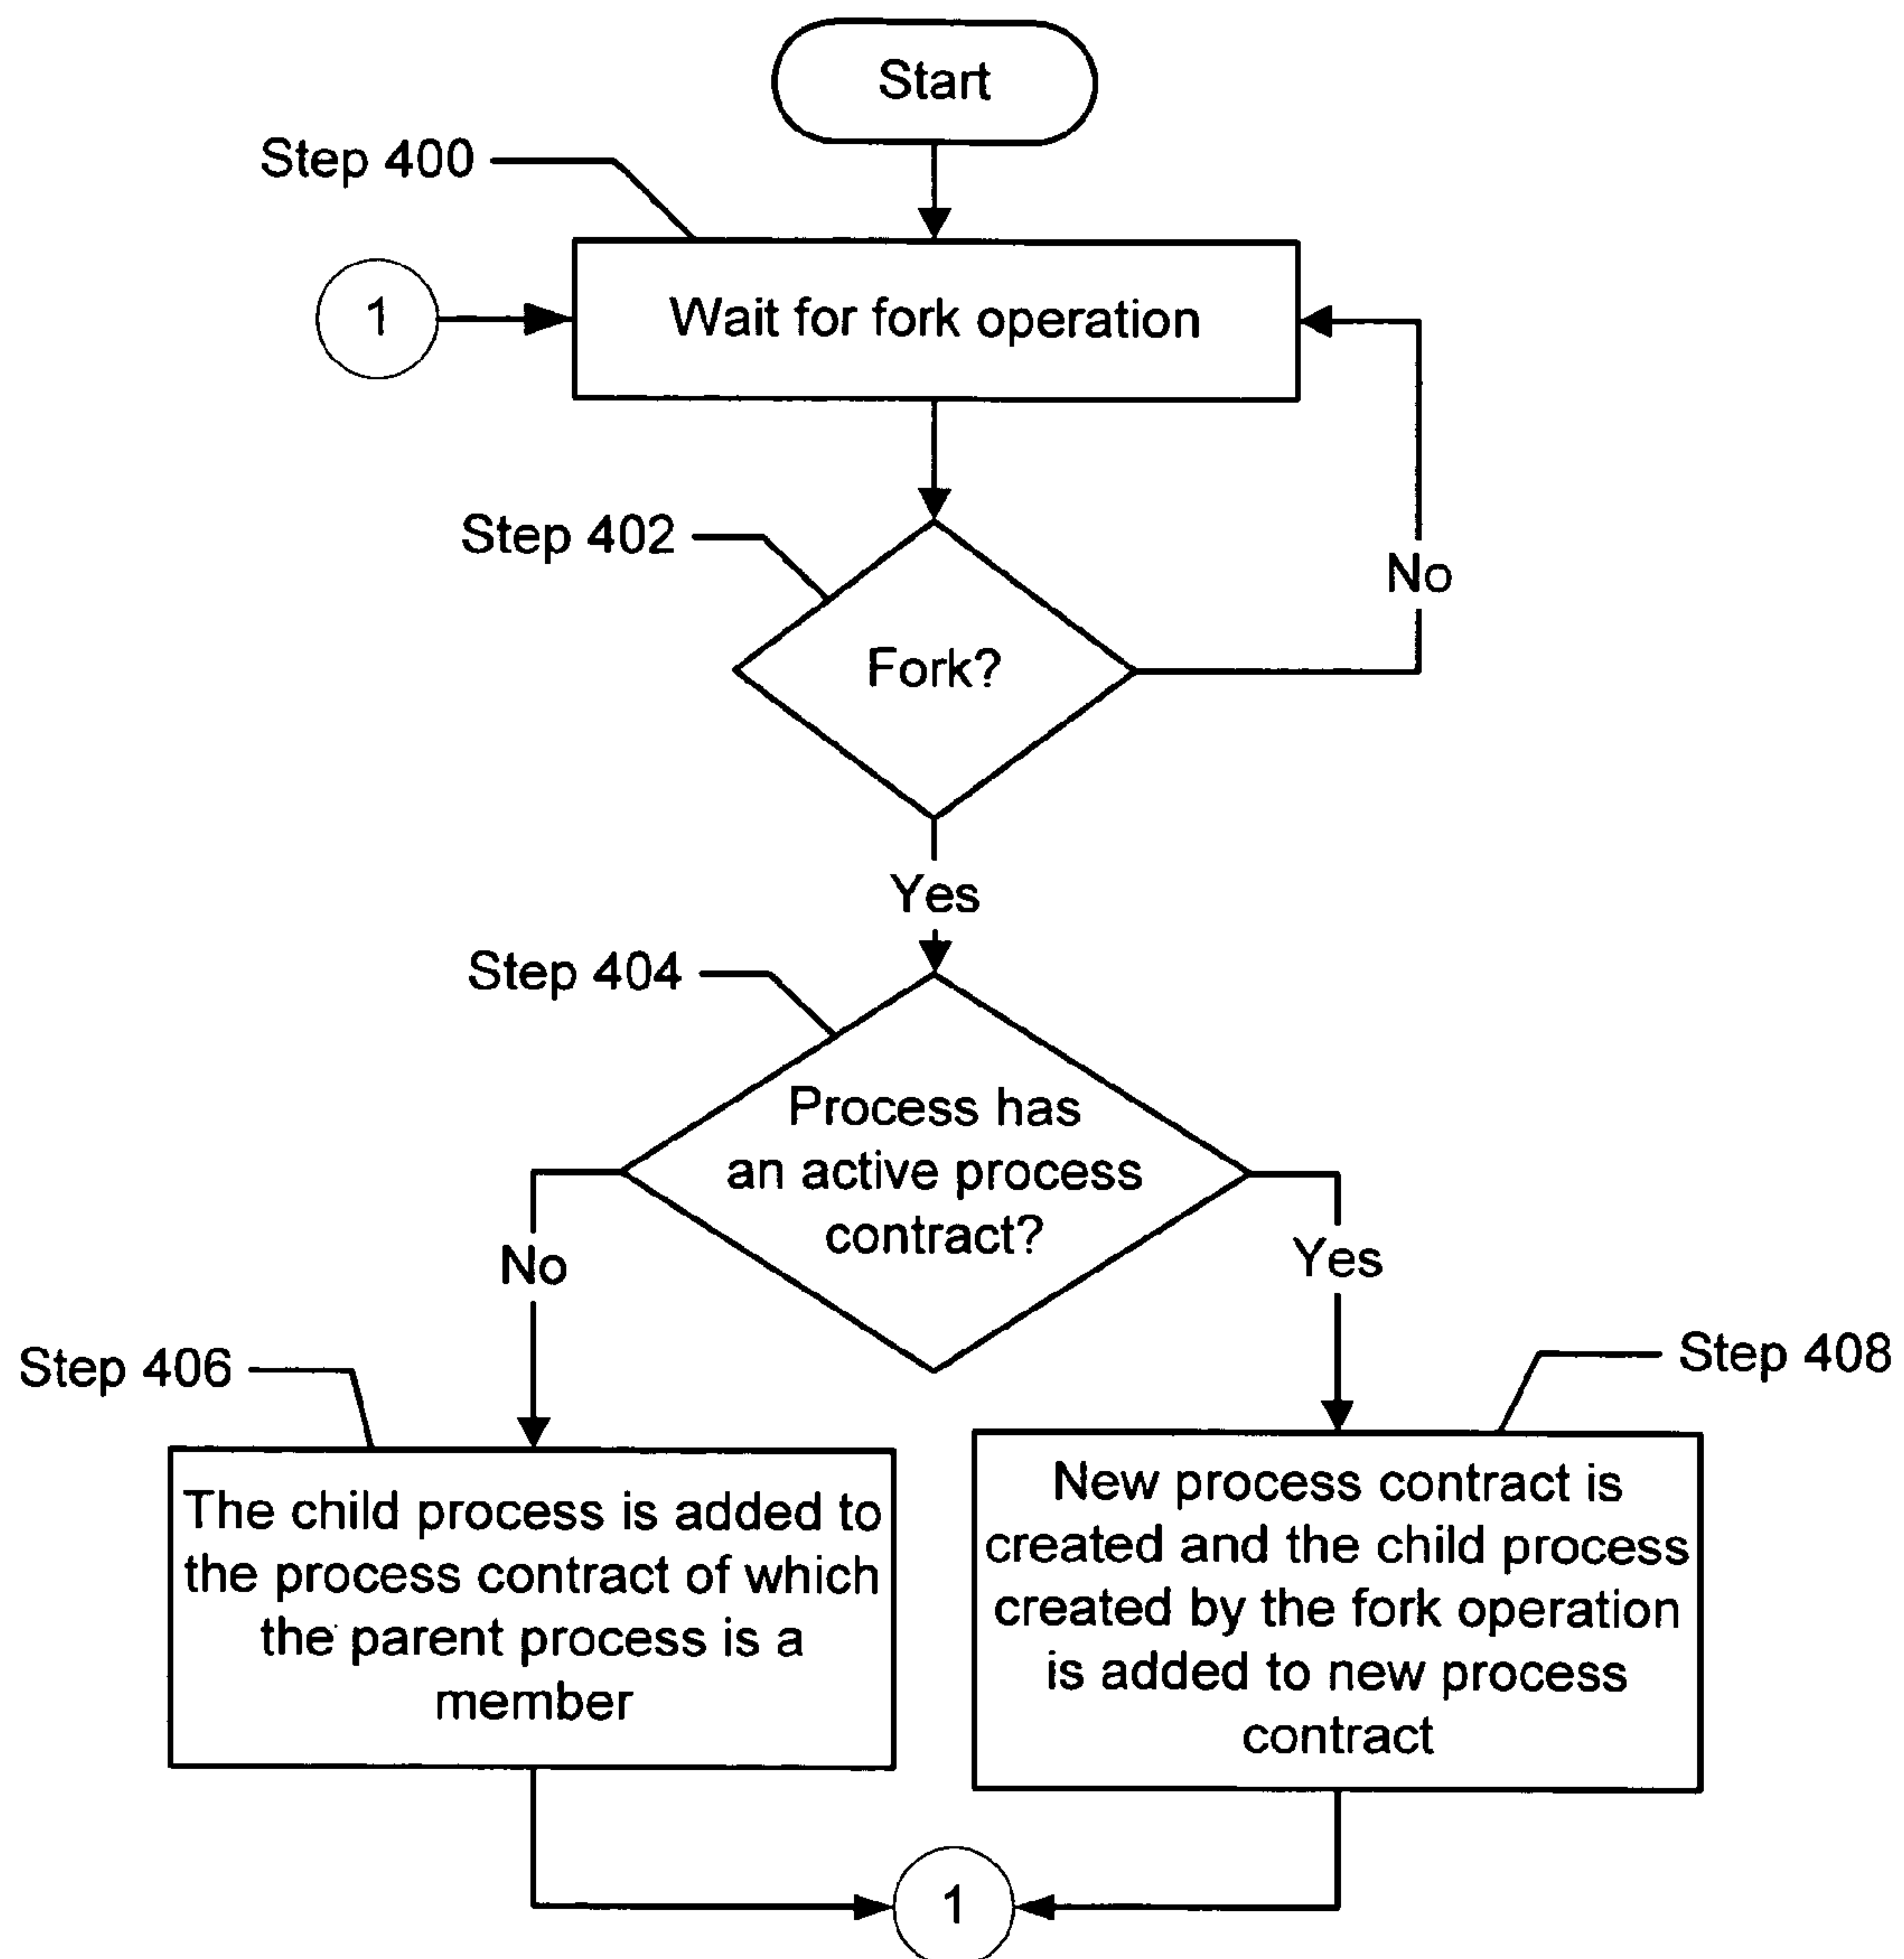 Start
Step 400
1
Wait for fork operation
Step 402
Fork?
No
Yes
Step 404
Process has
an active process
contract?
No
Yes
Step 406
Step 408
The child process is added to
the process contract of which
the parent process is a
member
New process contract is
created and the child process
created by the fork operation
is added to new process
contract
1